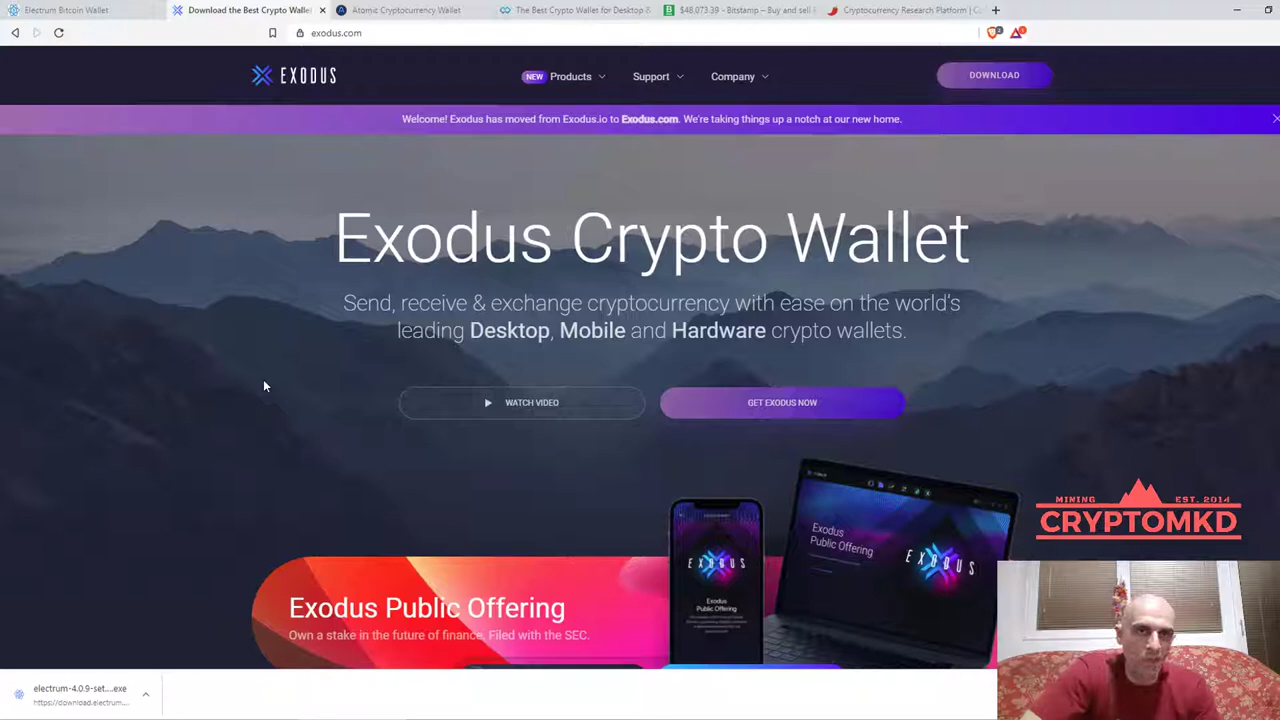 Electrum Bitcoin Wallet
Download the Best Crypto Walle
Atomic Cryptocurrency Wallet
The Best Crypto Wallet for Desktop &
$48,073.39 - Bitstamp – Buy and sell
Cryptocurrency Research Platform |
exodus.com
EXODUS
NEW Products
Support
Company
DOWNLOAD
Welcome! Exodus has moved from Exodus.io to Exodus.com. We're taking things up a notch at our new home.
Exodus Crypto Wallet
Send, receive & exchange cryptocurrency with ease on the world's
leading Desktop, Mobile and Hardware crypto wallets.
WATCH VIDEO
GET EXODUS NOW
Exodus
Public Offering
EXODUS
EXODUS
Exodus
Public Offering
MINING EST. 2014
CRYPTOMKD
Exodus Public Offering
Own a stake in the future of finance. Filed with the SEC.
electrum-4.0.9-set....exe
https://download.electrum....